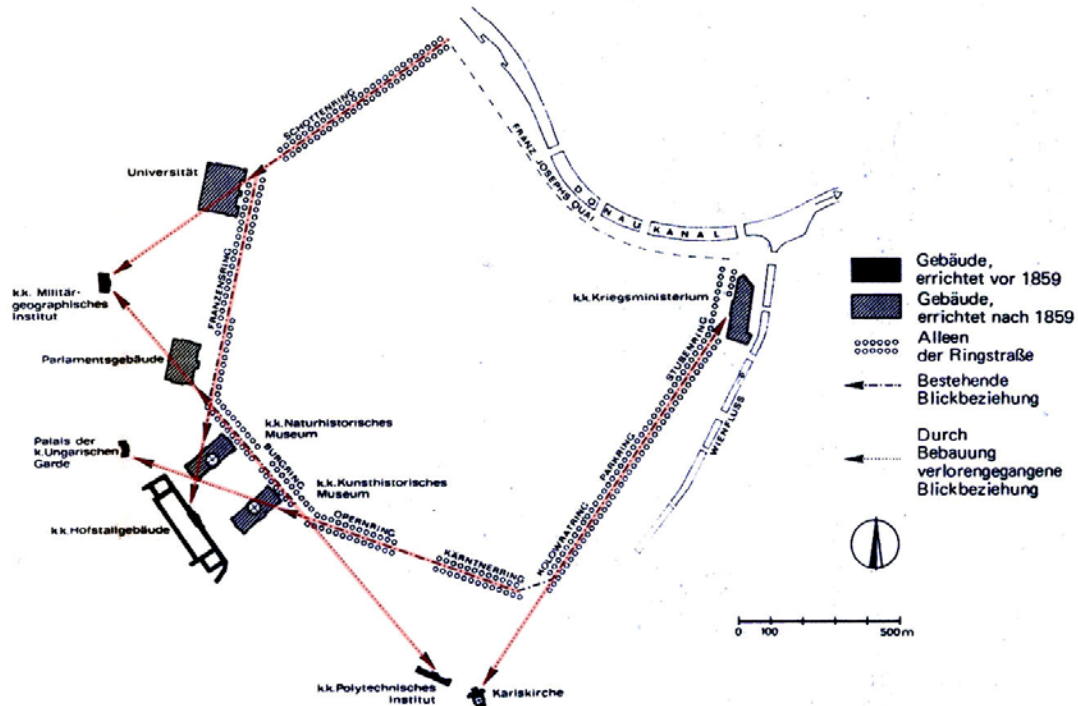 SCHOTTENRING
FRANZ JOSEPHS QUAI
DONAUKANAL
Universität
FRANZENSRING
k.k. Militär-
geographisches
Institut
Parlamentsgebäude
k.k.Kriegsministerium
STUBENRING
WIENFLUSS
PARKRING
k.k.Naturhistorisches
Museum
BURGRING
Palais der
k.Ungarischen
Garde
k.k.Kunsthistorisches
Museum
k.k.Hofstallgebäude
OPERNRING
KÄRNTNERRING
KOLOWRATRING
k.k.Polytechnisches
Institut
Karlskirche
Gebäude,
errichtet vor 1859
Gebäude,
errichtet nach 1859
Alleen
der Ringstraße
Bestehende
Blickbeziehung
Durch
Bebauung
verlorengegangene
Blickbeziehung
0 100 500m